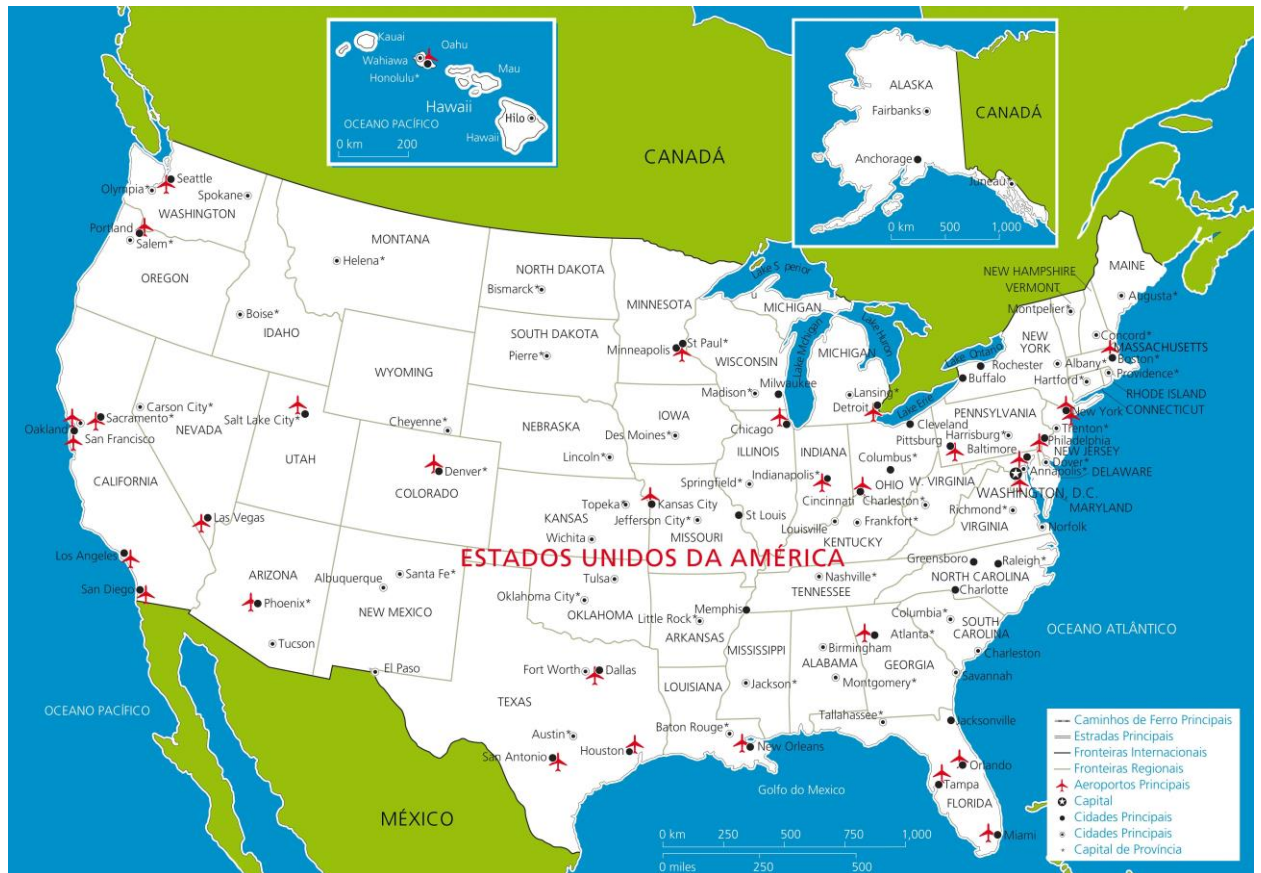 Kauai
Oahu
Wahiawa
Honolulu*
Mau
Hawaii
OCEANO PACÍFICO
Hilo
Hawaii
0 km 200
ALASKA
Fairbanks
CANADÁ
Anchorage
Juneau*
0 km 500 1,000
CANADÁ
Seattle
Olympia*
Spokane
WASHINGTON
Portland
Salem*
OREGON
MONTANA
Helena*
Boise*
IDAHO
WYOMING
Cheyenne*
NORTH DAKOTA
Bismarck*
SOUTH DAKOTA
Pierre*
MINNESOTA
St Paul*
Minneapolis
Lake S perior
u
MICHIGAN
WISCONSIN
Lake Mchigan
MICHIGAN
Lake Huron
Madison*
Milwaukee
Lansing*
Detroit
Lake Erie
Lake Ontario
NEW HAMPSHIRE
VERMONT
MAINE
Montpelier*
Augusta*
NEW
YORK
Concord*
MASSACHUSETTS
Boston*
Rochester
Albany*
Providence*
Buffalo
Hartford*
RHODE ISLAND
CONNECTICUT
PENNSYLVANIA
New York
Cleveland
Trenton*
Pittsburg
Harrisburg*
Philadelphia
Baltimore
NEW JERSEY
Dover*
Annapolis*
DELAWARE
WASHINGTON, D.C.
MARYLAND
Carson City*
Sacramento*
Oakland
San Francisco
NEVADA
Salt Lake City*
UTAH
CALIFORNIA
Denver*
COLORADO
NEBRASKA
Lincoln*
IOWA
Des Moines*
Chicago
ILLINOIS
INDIANA
Indianapolis*
Springfield*
Columbus*
OHIO
Cincinnati
W. VIRGINIA
Charleston*
Richmond*
VIRGINIA
Norfolk
Topeka*
Kansas City
Jefferson City*
KANSAS
MISSOURI
Wichita
St Louis
Louisville
Frankfort*
KENTUCKY
Las Vegas
Los Angeles
San Diego
ARIZONA
Phoenix*
Tucson
Albuquerque
Santa Fe*
NEW MEXICO
El Paso
ESTADOS UNIDOS DA AMÉRICA
Tulsa
Oklahoma City*
OKLAHOMA
Little Rock*
ARKANSAS
Memphis
Nashville*
TENNESSEE
Greensboro
Raleigh*
NORTH CAROLINA
Charlotte
Columbia*
SOUTH
CAROLINA
Charleston
Savannah
Atlanta*
GEORGIA
Birmingham
ALABAMA
Montgomery*
MISSISSIPPI
Jackson*
LOUISIANA
Baton Rouge*
New Orleans
Fort Worth
Dallas
TEXAS
Austin*
San Antonio
Houston
Tallahassee*
Jacksonville
Orlando
Tampa
FLORIDA
Miami
OCEANO PACÍFICO
OCEANO ATLÂNTICO
MÉXICO
Golfo do Mexico
0 km 250 500 750 1,000
0 miles 250 500
Caminhos de Ferro Principais
Estradas Principais
Fronteiras Internacionais
Fronteiras Regionais
Aeroportos Principais
Capital
Cidades Principais
Cidades Principais
* Capital de Província